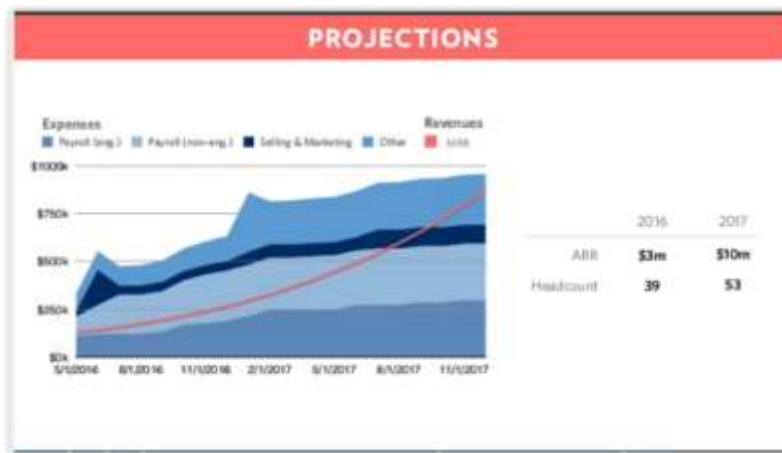 PROJECTIONS
Expenses Revenues
Payroll (eng.) Payroll (non-eng.) Selling & Marketing Other MRR
$1000k
$750k
$500k
$250k
$0k
5/1/2016 8/1/2016 11/1/2016 2/1/2017 5/1/2017 8/1/2017 11/1/2017
2016 2017
ARR $3m $10m
Headcount 39 53